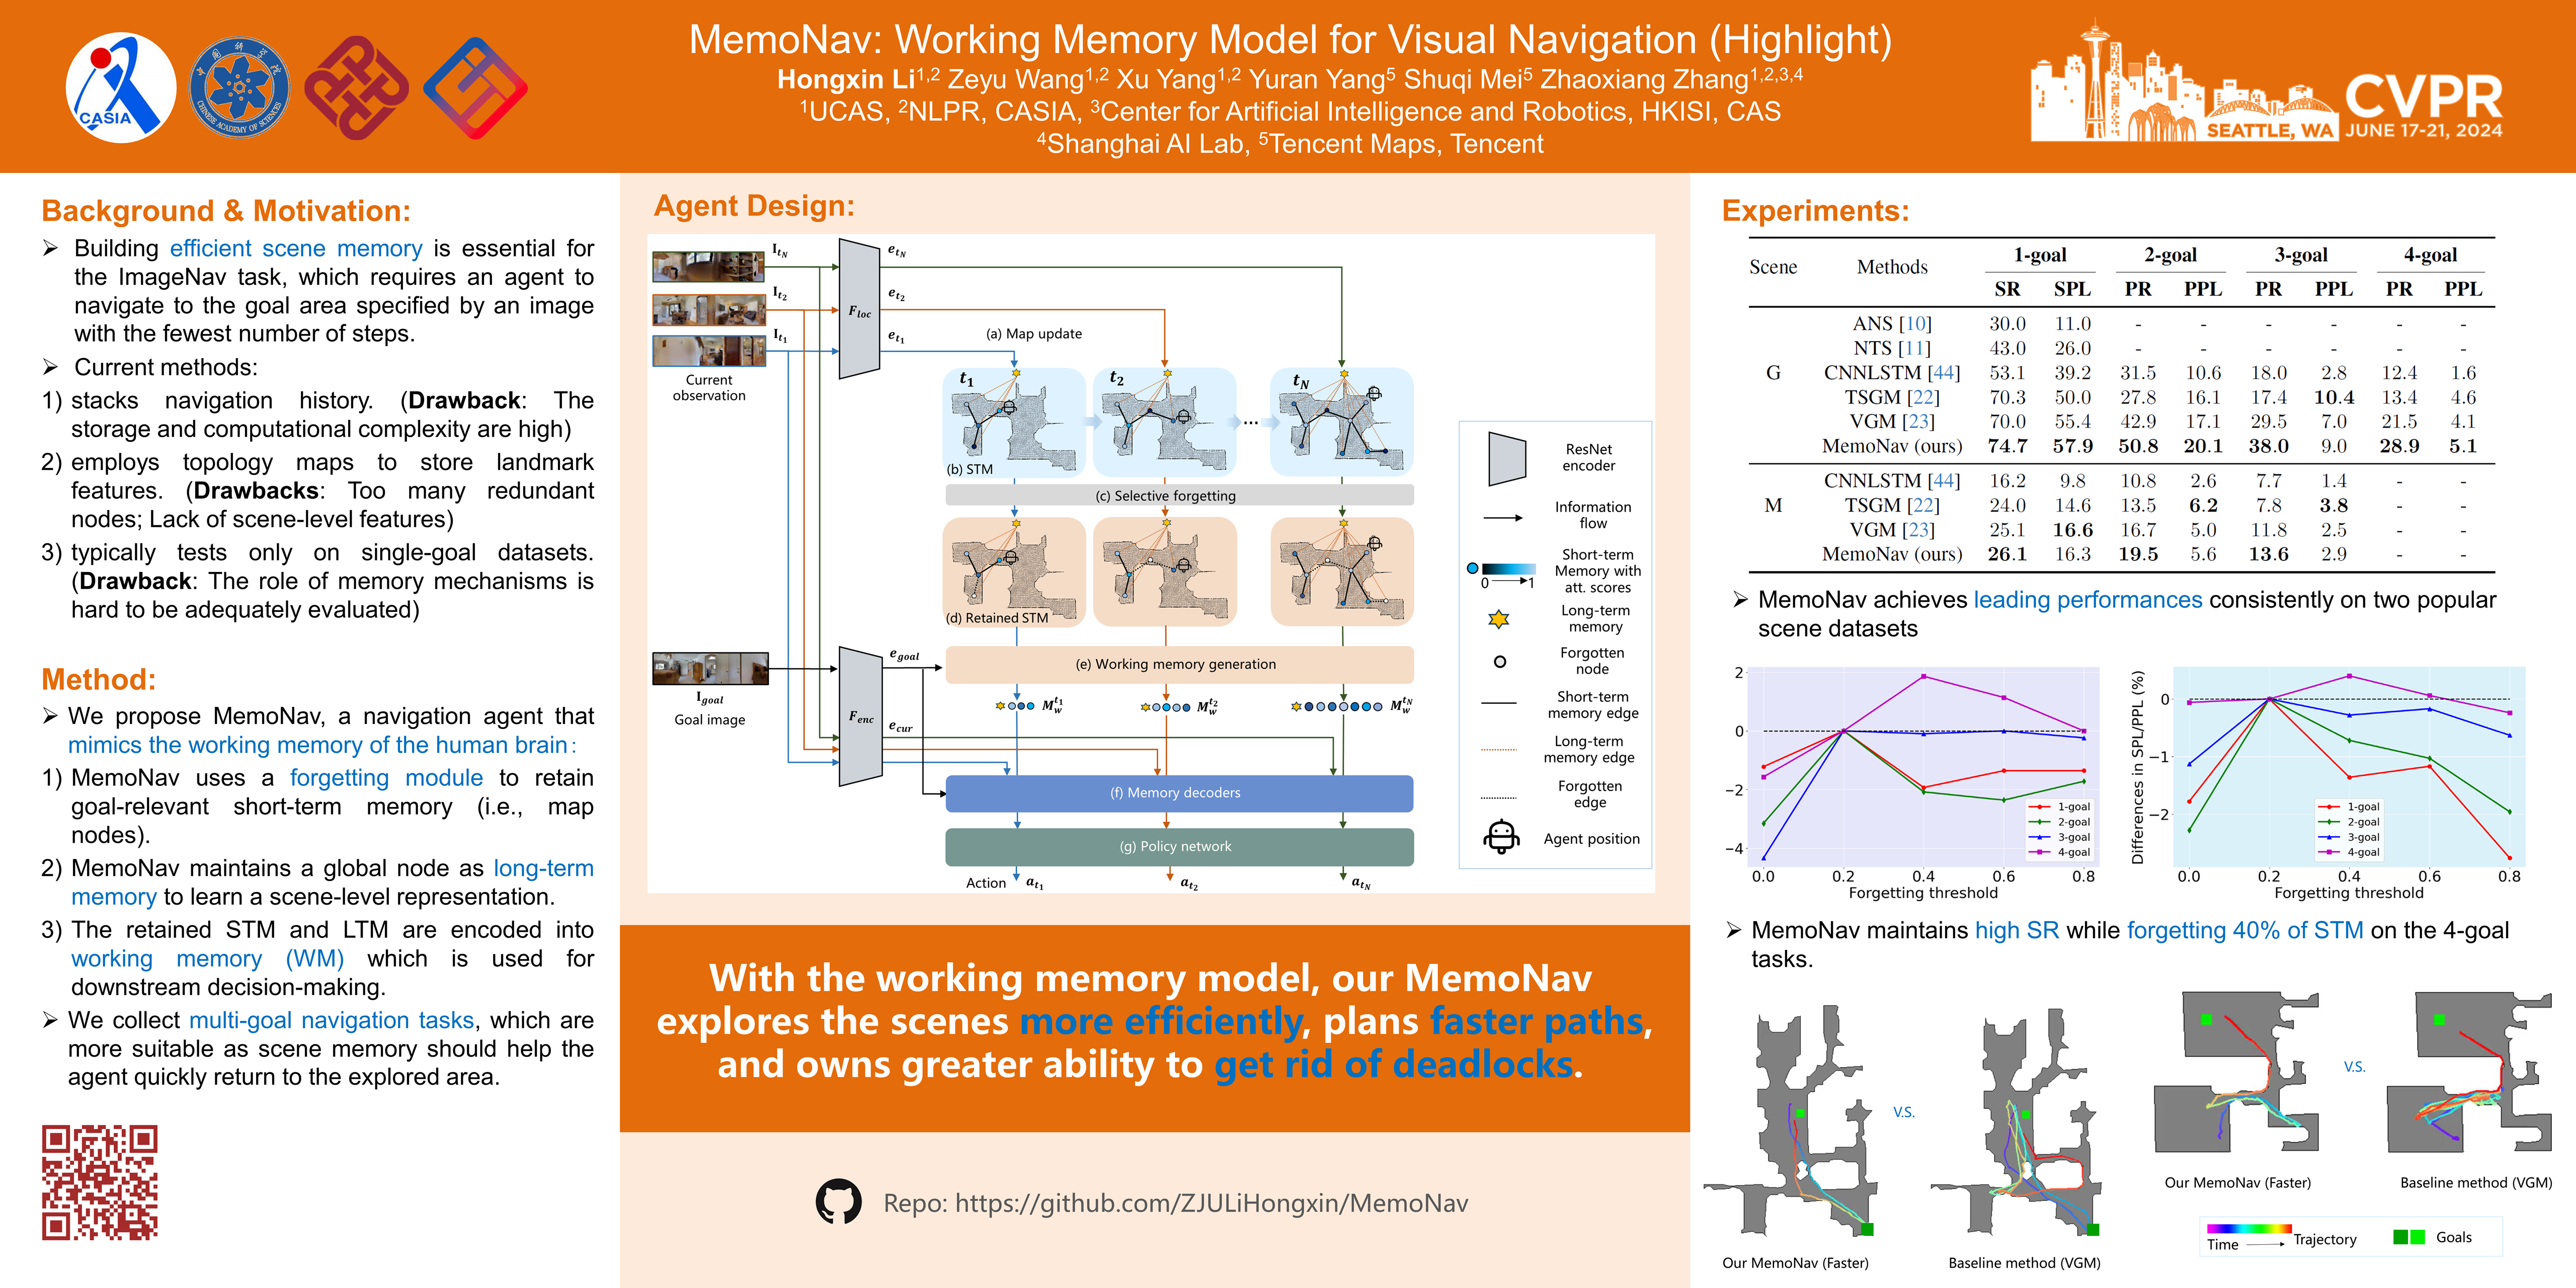 CASIA
CHINESE ACADEMY OF SCIENCES
MemoNav: Working Memory Model for Visual Navigation (Highlight)
Hongxin Li1,2 Zeyu Wang1,2 Xu Yang1,2 Yuran Yang5 Shuqi Mei5 Zhaoxiang Zhang1,2,3,4
1UCAS, 2NLPR, CASIA, 3Center for Artificial Intelligence and Robotics, HKISI, CAS
4Shanghai AI Lab, 5Tencent Maps, Tencent
SEATTLE, WA
CVPR
JUNE 17-21, 2024
Background & Motivation:
➢ Building efficient scene memory is essential for
the ImageNav task, which requires an agent to
navigate to the goal area specified by an image
with the fewest number of steps.
➢ Current methods:
1) stacks navigation history. (Drawback: The
storage and computational complexity are high)
2) employs topology maps to store landmark
features. (Drawbacks: Too many redundant
nodes; Lack of scene-level features)
3) typically tests only on single-goal datasets.
(Drawback: The role of memory mechanisms is
hard to be adequately evaluated)
Method:
➢ We propose MemoNav, a navigation agent that
mimics the working memory of the human brain:
1) MemoNav uses a forgetting module to retain
goal-relevant short-term memory (i.e., map
nodes).
2) MemoNav maintains a global node as long-term
memory to learn a scene-level representation.
3) The retained STM and LTM are encoded into
working memory (WM) which is used for
downstream decision-making.
➢ We collect multi-goal navigation tasks, which are
more suitable as scene memory should help the
agent quickly return to the explored area.
Agent Design:
I_{t_N}
e_{t_N}
I_{t_2}
e_{t_2}
F_{loc}
I_{t_1}
e_{t_1}
(a) Map update
Current
observation
t_1
t_2
...
t_N
(b) STM
(c) Selective forgetting
(d) Retained STM
e_{goal}
(e) Working memory generation
I_{goal}
Goal image
F_{enc}
M_w^{t_1}
M_w^{t_2}
M_w^{t_N}
e_{cur}
(f) Memory decoders
(g) Policy network
Action
a_{t_1}
a_{t_2}
a_{t_N}
ResNet
encoder
Information
flow
Short-term
Memory with
att. scores
0 1
Long-term
memory
Forgotten
node
Short-term
memory edge
Long-term
memory edge
Forgotten
edge
Agent position
With the working memory model, our MemoNav
explores the scenes more efficiently, plans faster paths,
and owns greater ability to get rid of deadlocks.
Repo: https://github.com/ZJULiHongxin/MemoNav
Experiments:
Scene Methods 1-goal 2-goal 3-goal 4-goal
SR SPL PR PPL PR PPL PR PPL
ANS [10] 30.0 11.0 - - - - - -
NTS [11] 43.0 26.0 - - - - - -
G CNNLSTM [44] 53.1 39.2 31.5 10.6 18.0 2.8 12.4 1.6
TSGM [22] 70.3 50.0 27.8 16.1 17.4 10.4 13.4 4.6
VGM [23] 70.0 55.4 42.9 17.1 29.5 7.0 21.5 4.1
MemoNav (ours) 74.7 57.9 50.8 20.1 38.0 9.0 28.9 5.1
CNNLSTM [44] 16.2 9.8 10.8 2.6 7.7 1.4 - -
M TSGM [22] 24.0 14.6 13.5 6.2 7.8 3.8 - -
VGM [23] 25.1 16.6 16.7 5.0 11.8 2.5 - -
MemoNav (ours) 26.1 16.3 19.5 5.6 13.6 2.9 - -
➢ MemoNav achieves leading performances consistently on two popular
scene datasets
2
0
−2
−4
1-goal
2-goal
3-goal
4-goal
0.0 0.2 0.4 0.6 0.8
Forgetting threshold
Differences in SPL/PPL (%)
0
−1
−2
1-goal
2-goal
3-goal
4-goal
0.0 0.2 0.4 0.6 0.8
Forgetting threshold
➢ MemoNav maintains high SR while forgetting 40% of STM on the 4-goal
tasks.
V.S.
Our MemoNav (Faster)
Baseline method (VGM)
V.S.
Our MemoNav (Faster)
Baseline method (VGM)
Time Trajectory
Goals